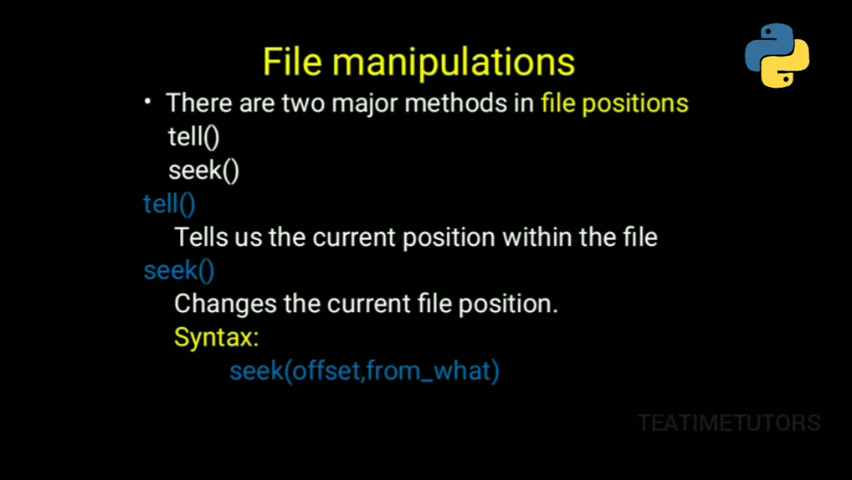 File manipulations
• There are two major methods in file positions
tell()
seek()
tell()
Tells us the current position within the file
seek()
Changes the current file position.
Syntax:
seek(offset,from_what)
TEATIMETUTORS